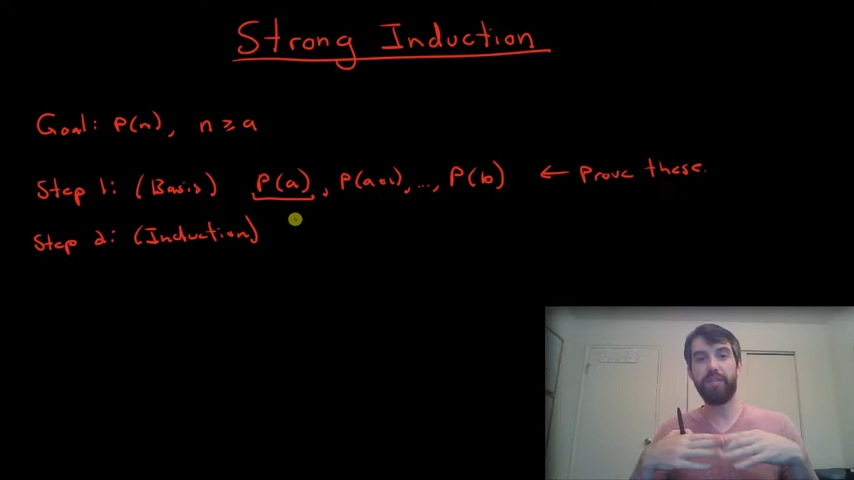 Strong Induction
Goal: P(n), n ≥ a
Step 1: (Basis) P(a), P(a+1), ..., P(b) ← Prove these.
Step 2: (Induction)